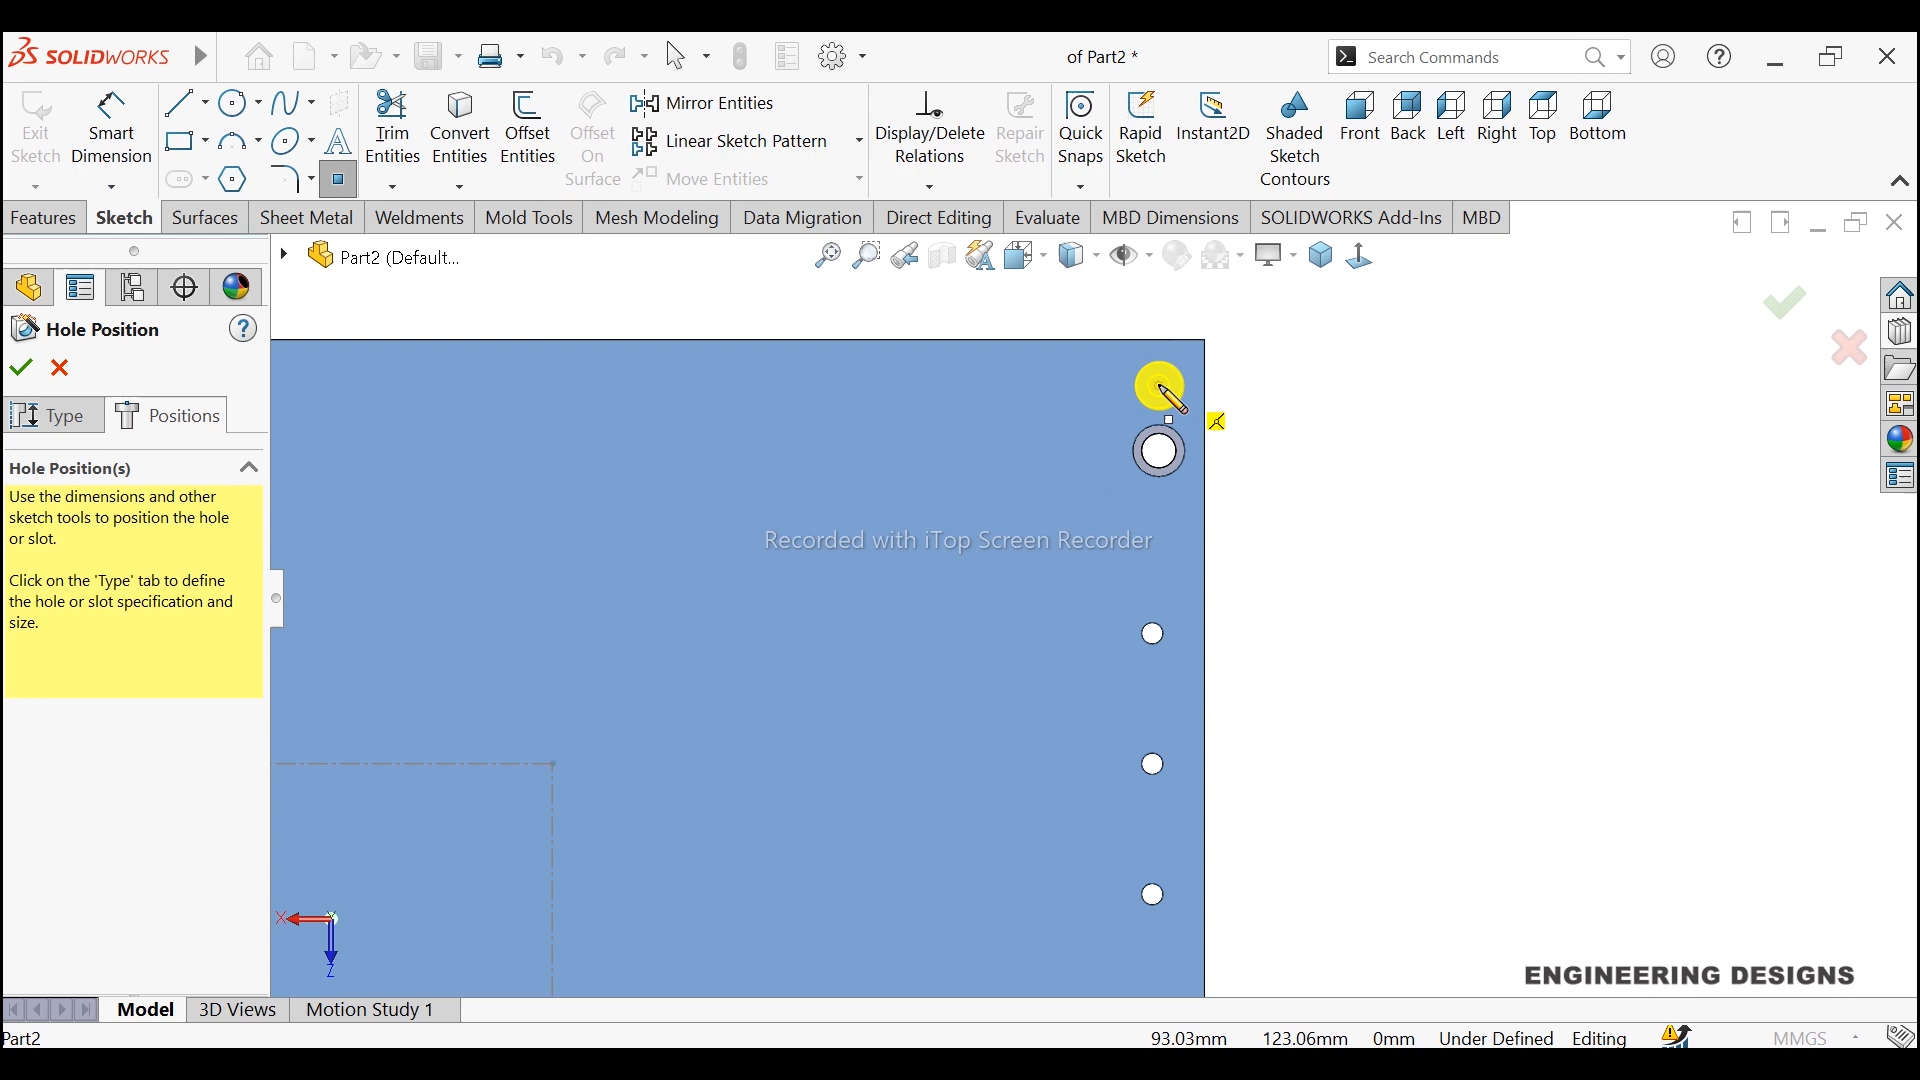 SOLIDWORKS
of Part2 *
Search Commands
Exit Sketch
Smart Dimension
Trim Entities
Convert Entities
Offset Entities
Offset On Surface
Mirror Entities
Linear Sketch Pattern
Move Entities
Display/Delete Relations
Repair Sketch
Quick Snaps
Rapid Sketch
Instant2D
Shaded Sketch Contours
Front
Back
Left
Right
Top
Bottom
Features
Sketch
Surfaces
Sheet Metal
Weldments
Mold Tools
Mesh Modeling
Data Migration
Direct Editing
Evaluate
MBD Dimensions
SOLIDWORKS Add-Ins
MBD
Part2 (Default...
Hole Position
Type
Positions
Hole Position(s)
Use the dimensions and other
sketch tools to position the hole
or slot.
Click on the 'Type' tab to define
the hole or slot specification and
size.
Recorded with iTop Screen Recorder
X
Z
ENGINEERING DESIGNS
Model
3D Views
Motion Study 1
Part2
93.03mm
123.06mm
0mm
Under Defined
Editing
MMGS